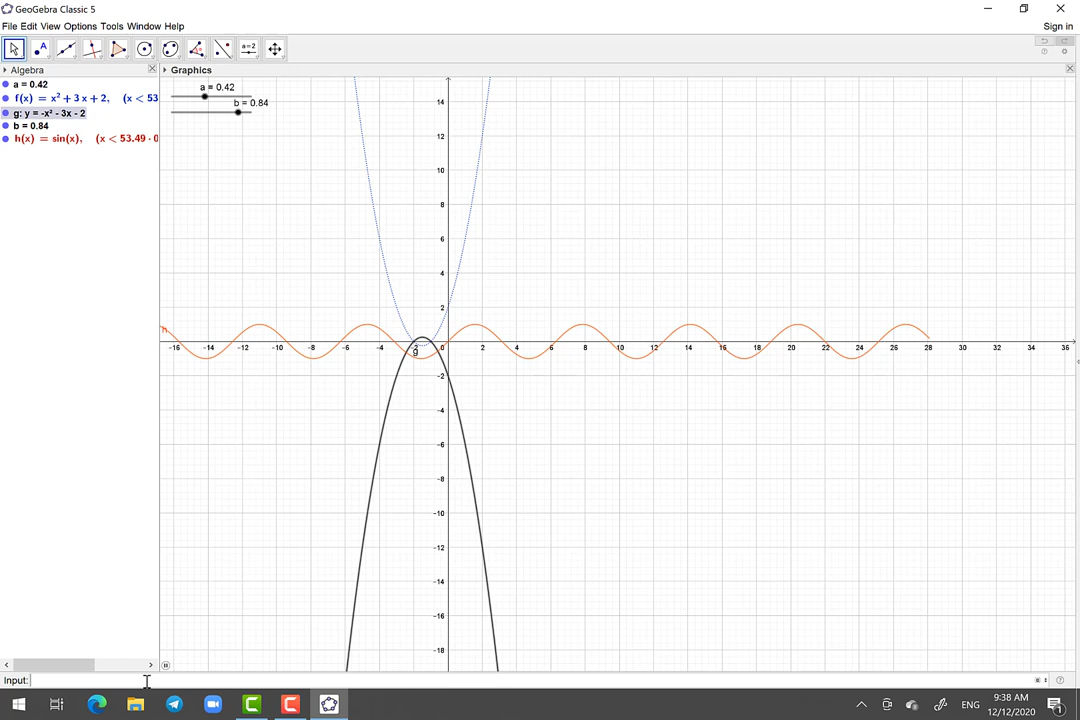 GeoGebra Classic 5
File Edit View Options Tools Window Help
Sign in
A
a=2
Algebra
Graphics
a = 0.42
f(x) = x² + 3 x + 2, (x < 53
g: y = -x² - 3x - 2
b = 0.84
h(x) = sin(x), (x < 53.49 · 0
a = 0.42
b = 0.84
14
12
10
8
6
4
2
h
-16 -14 -12 -10 -8 -6 -4 -2 0 2 4 6 8 10 12 14 16 18 20 22 24 26 28 30 32 34 36
g
-2
-4
-6
-8
-10
-12
-14
-16
-18
Input:
ENG
9:38 AM
12/12/2020
1